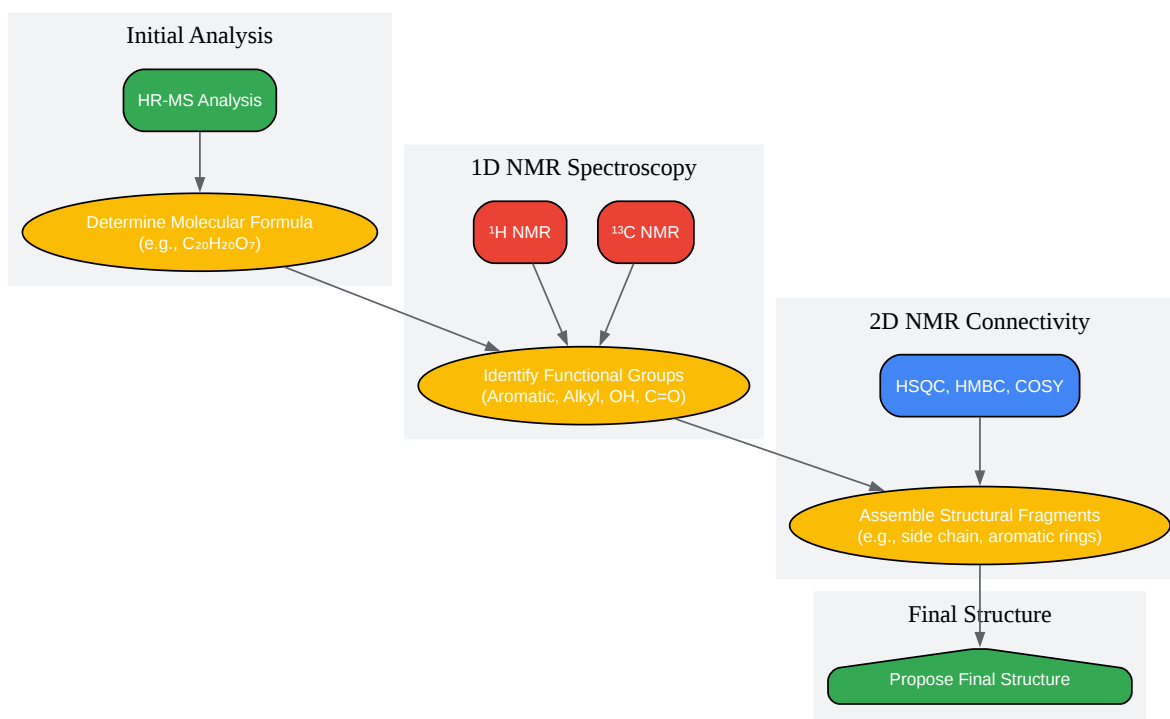 Initial Analysis
HR-MS Analysis
Determine Molecular Formula
(e.g., C₂₀H₂₀O₇)
1D NMR Spectroscopy
¹H NMR
¹³C NMR
Identify Functional Groups
(Aromatic, Alkyl, OH, C=O)
2D NMR Connectivity
HSQC, HMBC, COSY
Assemble Structural Fragments
(e.g., side chain, aromatic rings)
Final Structure
Propose Final Structure